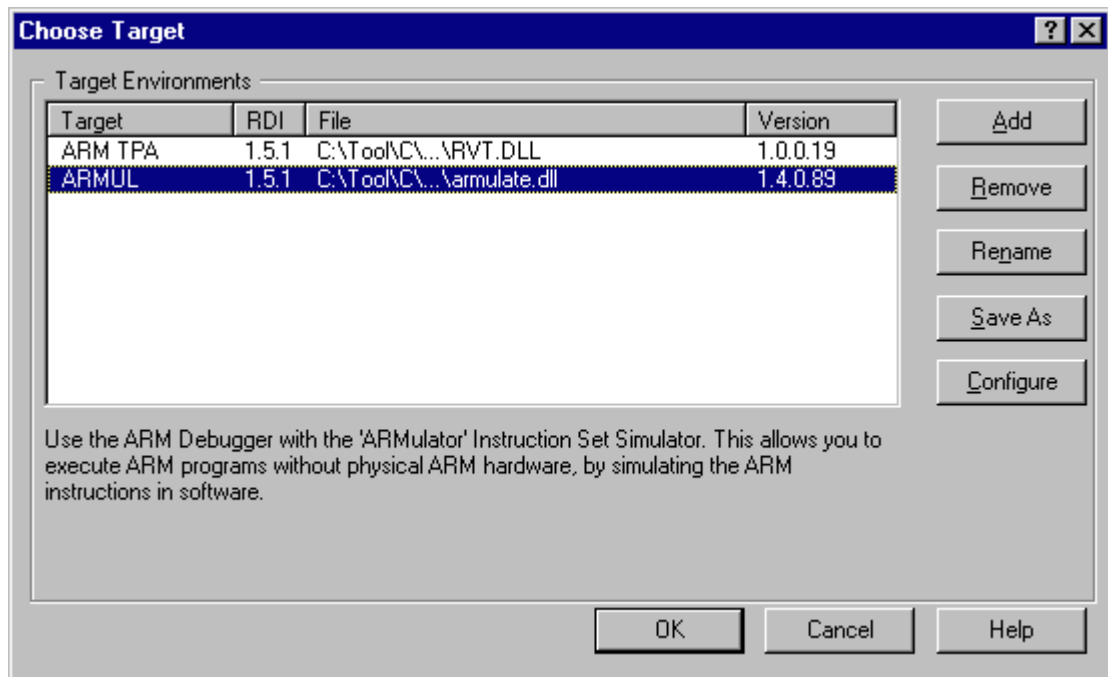 Choose Target
Target Environments
Target RDI File Version
ARM TPA 1.5.1 C:\Tool\C\...\RVT.DLL 1.0.0.19
ARMUL 1.5.1 C:\Tool\C\...\armulate.dll 1.4.0.89
Add
Remove
Rename
Save As
Configure
Use the ARM Debugger with the 'ARMulator' Instruction Set Simulator. This allows you to
execute ARM programs without physical ARM hardware, by simulating the ARM
instructions in software.
OK Cancel Help